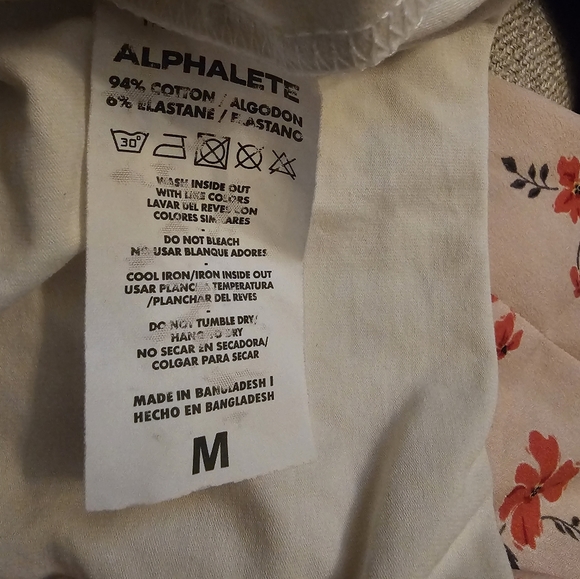 ALPHALETE
94% COTTON / ALGODON
6% ELASTANE / ELASTANO
30°
WASH INSIDE OUT
WITH LIKE COLORS
LAVAR DEL REVES CON
COLORES SIMILARES
-
DO NOT BLEACH
NO USAR BLANQUEADORES
-
COOL IRON/IRON INSIDE OUT
USAR PLANCHA TEMPERATURA
/PLANCHAR DEL REVES
-
DO NOT TUMBLE DRY/
HANG TO DRY
NO SECAR EN SECADORA/
COLGAR PARA SECAR
MADE IN BANGLADESH |
HECHO EN BANGLADESH
M